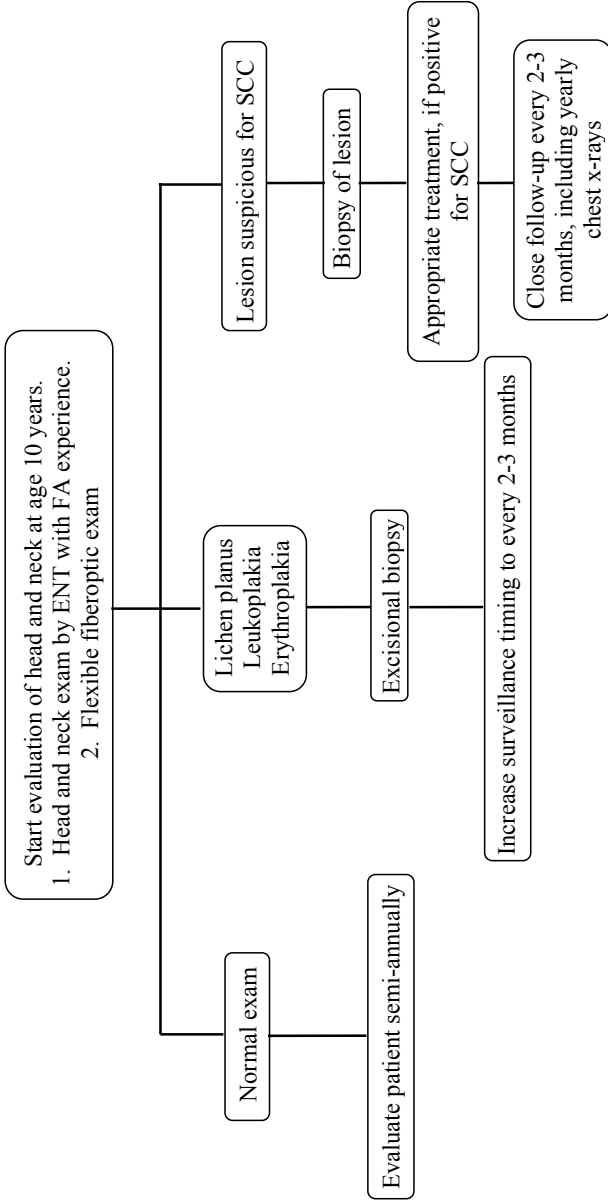 Start evaluation of head and neck at age 10 years.
1. Head and neck exam by ENT with FA experience.
2. Flexible fiberoptic exam
Normal exam
Evaluate patient semi-annually
Lichen planus
Leukoplakia
Erythroplakia
Excisional biopsy
Increase surveillance timing to every 2-3 months
Lesion suspicious for SCC
Biopsy of lesion
Appropriate treatment, if positive
for SCC
Close follow-up every 2-3
months, including yearly
chest x-rays